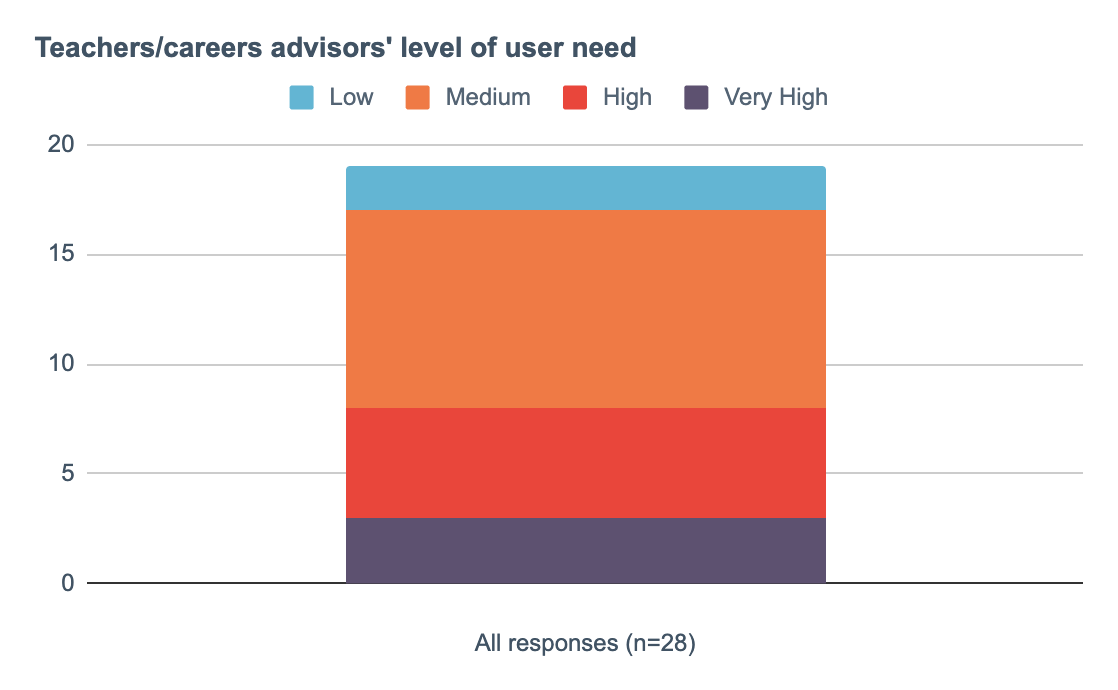 Teachers/careers advisors' level of user need
Low Medium High Very High
20
15
10
5
0
All responses (n=28)